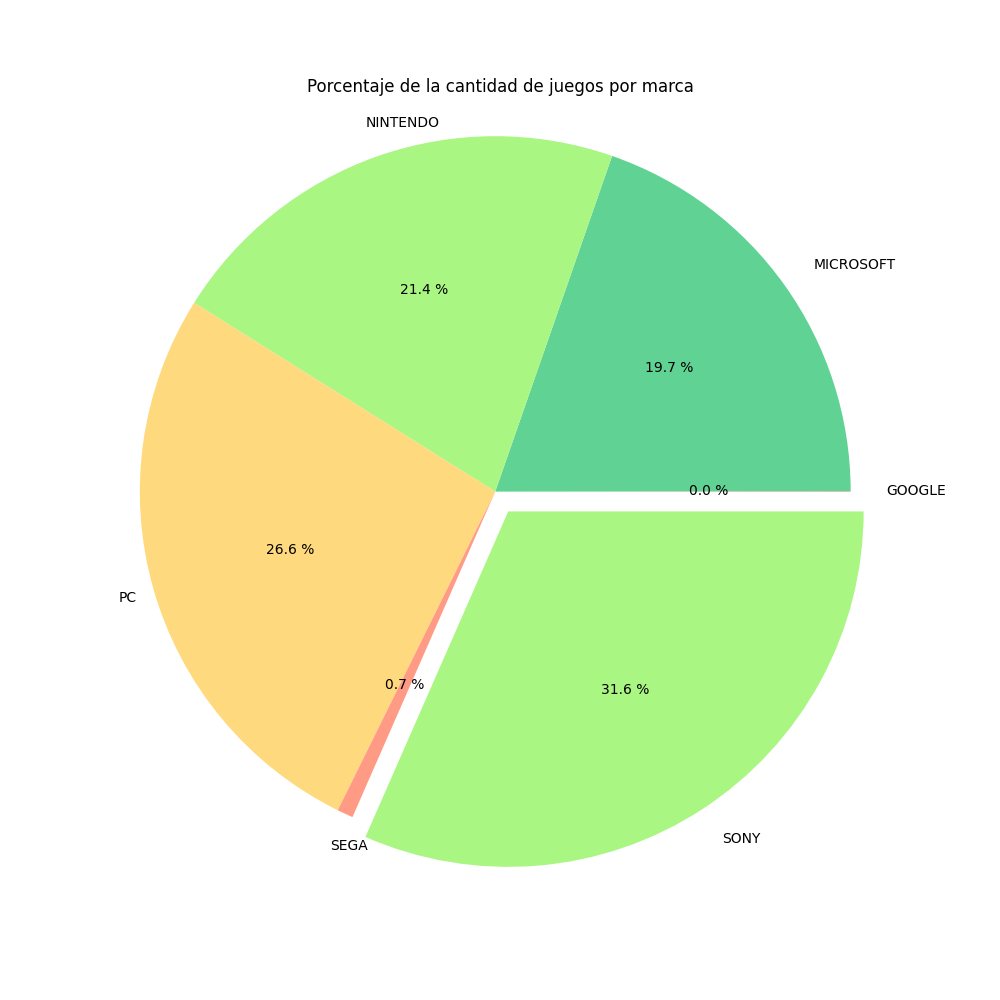 Porcentaje de la cantidad de juegos por marca
NINTENDO
MICROSOFT
21.4 %
19.7 %
0.0 %
GOOGLE
26.6 %
PC
0.7 %
31.6 %
SONY
SEGA